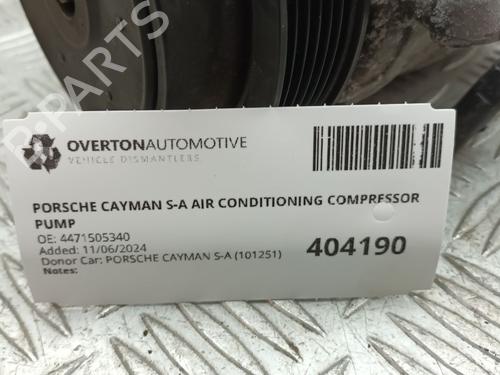 B-PARTS
OVERTONAUTOMOTIVE
VEHICLE DISMANTLERS
PORSCHE CAYMAN S-A AIR CONDITIONING COMPRESSOR
PUMP
OE: 4471505340
Added: 11/06/2024
Donor Car: PORSCHE CAYMAN S-A (101251)
Notes:
404190